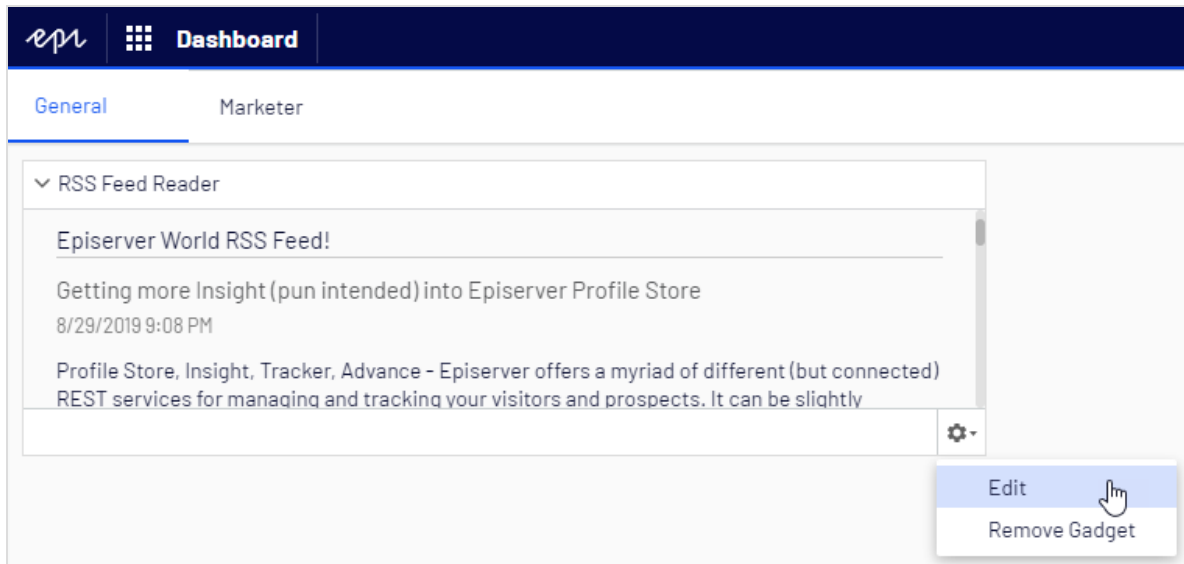 epi Dashboard
General Marketer
RSS Feed Reader
Episerver World RSS Feed!
Getting more Insight (pun intended) into Episerver Profile Store
8/29/2019 9:08 PM
Profile Store, Insight, Tracker, Advance - Episerver offers a myriad of different (but connected)
REST services for managing and tracking your visitors and prospects. It can be slightly
Edit
Remove Gadget